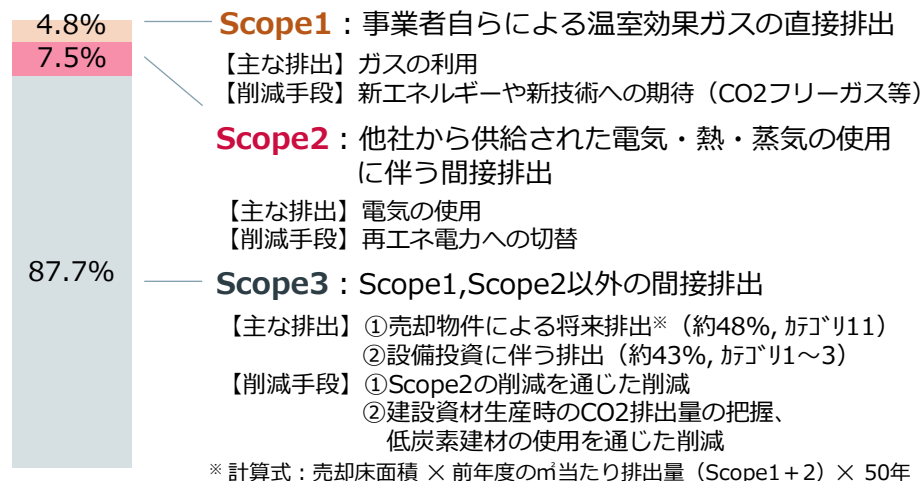 4.8%
7.5%
87.7%
Scope1：事業者自らによる温室効果ガスの直接排出
【主な排出】ガスの利用
【削減手段】新エネルギーや新技術への期待（CO2フリーガス等）
Scope2：他社から供給された電気・熱・蒸気の使用
に伴う間接排出
【主な排出】電気の使用
【削減手段】再エネ電力への切替
Scope3：Scope1,Scope2以外の間接排出
【主な排出】①売却物件による将来排出※（約48%, ｶﾃｺﾞﾘ11）
②設備投資に伴う排出（約43%, ｶﾃｺﾞﾘ1～3）
【削減手段】①Scope2の削減を通じた削減
②建設資材生産時のCO2排出量の把握、
低炭素建材の使用を通じた削減
※ 計算式：売却床面積 × 前年度の㎡当たり排出量（Scope1＋2）× 50年